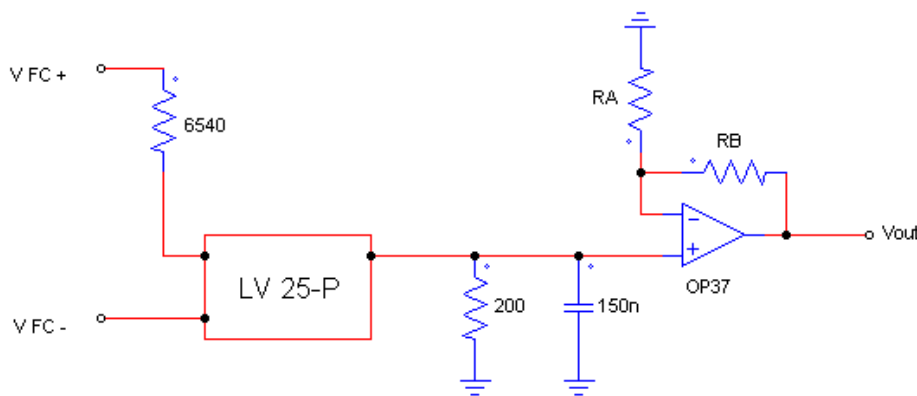 V FC +
6540
RA
RB
LV 25-P
V FC -
200
150n
OP37
Vout